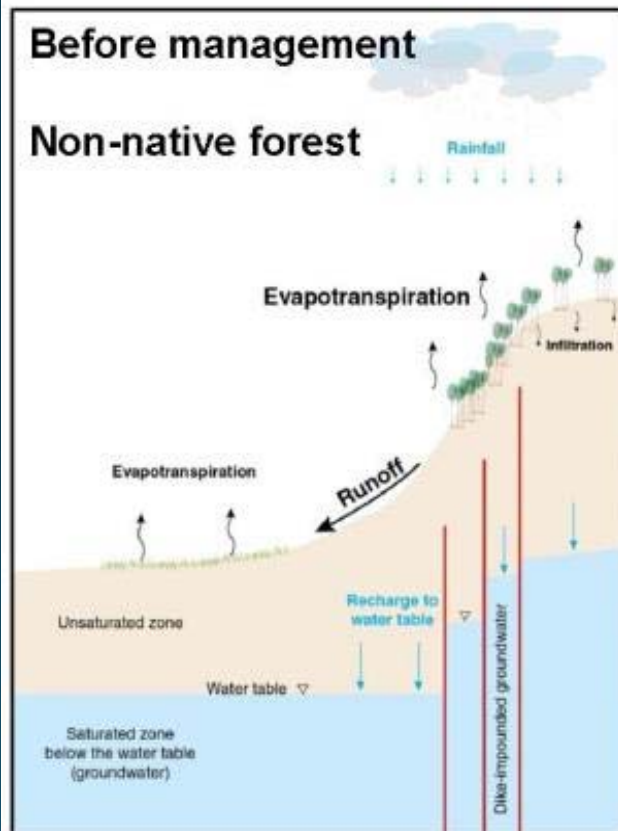 Before management
Non-native forest
Rainfall
Evapotranspiration
Infiltration
Runoff
Evapotranspiration
Recharge to
water table
Unsaturated zone
Water table
Saturated zone
below the water table
(groundwater)
Dike-impounded groundwater